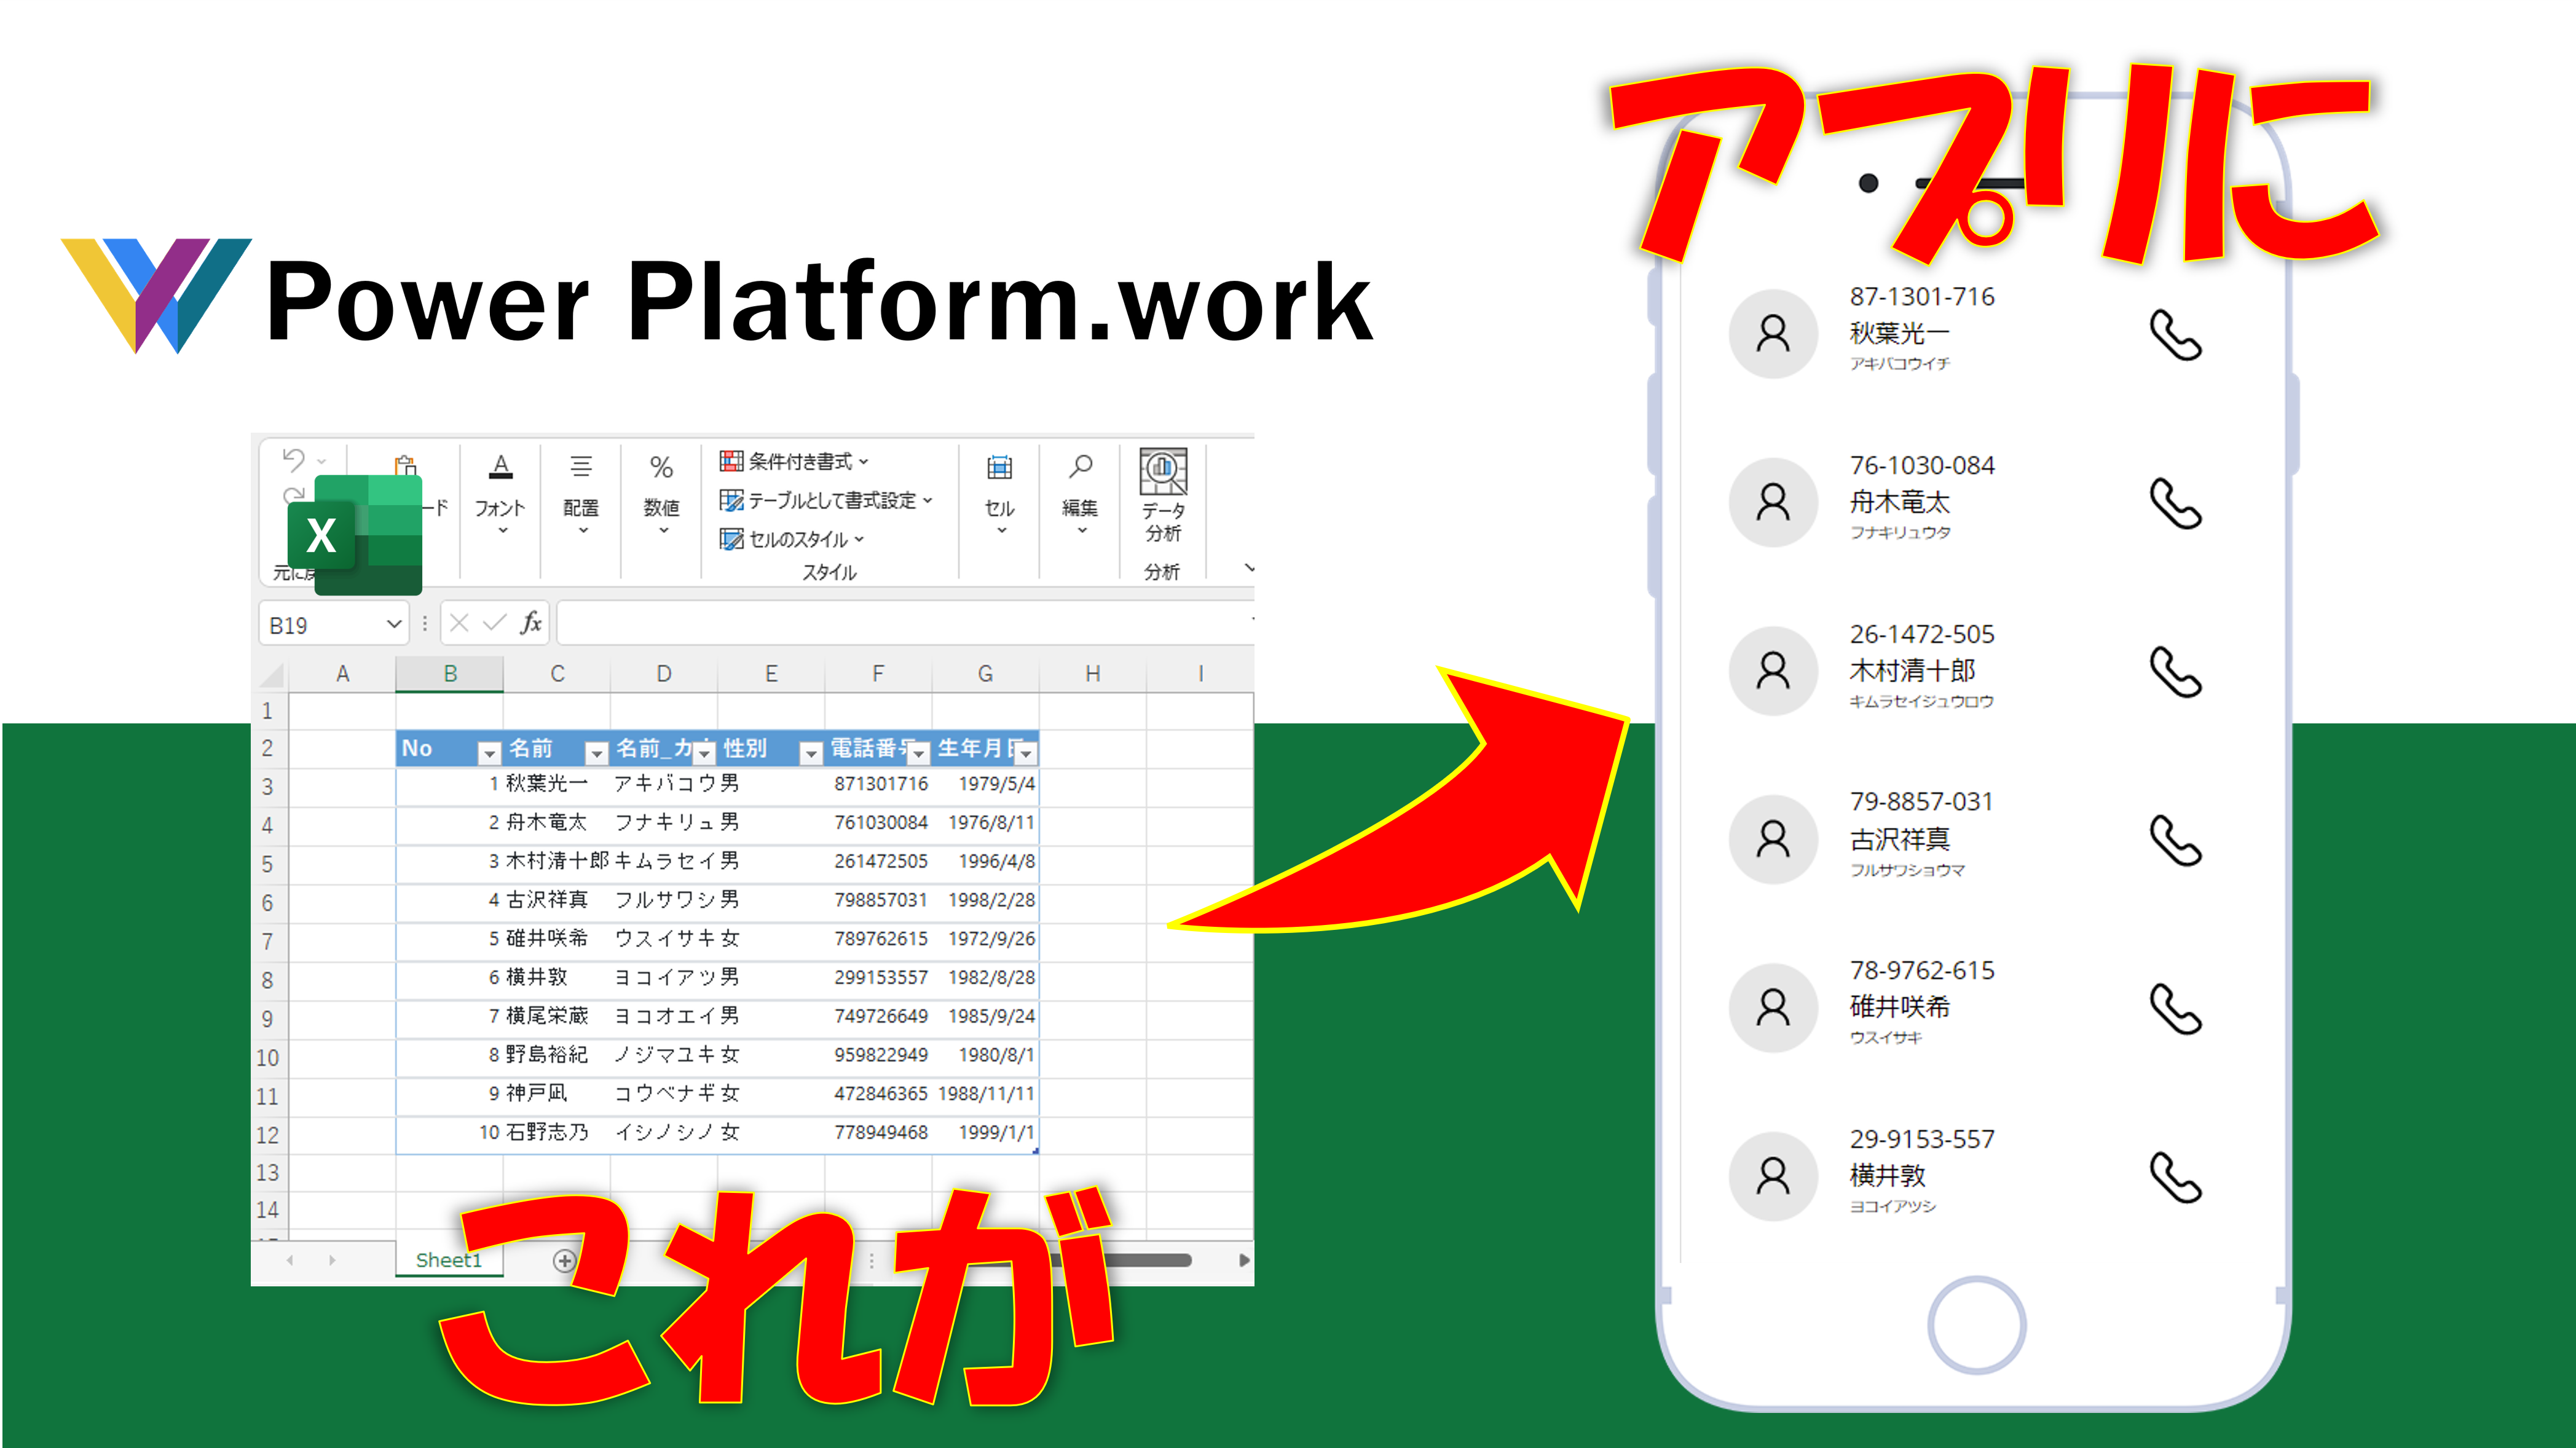 アプリに
Power Platform.work
条件付き書式
テーブルとして書式設定
セルのスタイル
フォント
配置
数値
セル
編集
データ
分析
スタイル
分析
X
B19
fx
A B C D E F G H I
1
2 No 名前 名前_カ 性別 電話番 生年月
3 1 秋葉光一 アキバコウ 男 871301716 1979/5/4
4 2 舟木竜太 フナキリュ 男 761030084 1976/8/11
5 3 木村清十郎 キムラセイ 男 261472505 1996/4/8
6 4 古沢祥真 フルサワシ 男 798857031 1998/2/28
7 5 碓井咲希 ウスイサキ 女 789762615 1972/9/26
8 6 横井敦 ヨコイアツ 男 299153557 1982/8/28
9 7 横尾栄蔵 ヨコオエイ 男 749726649 1985/9/24
10 8 野島裕紀 ノジマユキ 女 959822949 1980/8/1
11 9 神戸凪 コウベナギ 女 472846365 1988/11/11
12 10 石野志乃 イシノシノ 女 778949468 1999/1/1
13
14
Sheet1
これが
87-1301-716
秋葉光一
アキバコウイチ
76-1030-084
舟木竜太
フナキリュウタ
26-1472-505
木村清十郎
キムラセイジュウロウ
79-8857-031
古沢祥真
フルサワショウマ
78-9762-615
碓井咲希
ウスイサキ
29-9153-557
横井敦
ヨコイアツシ